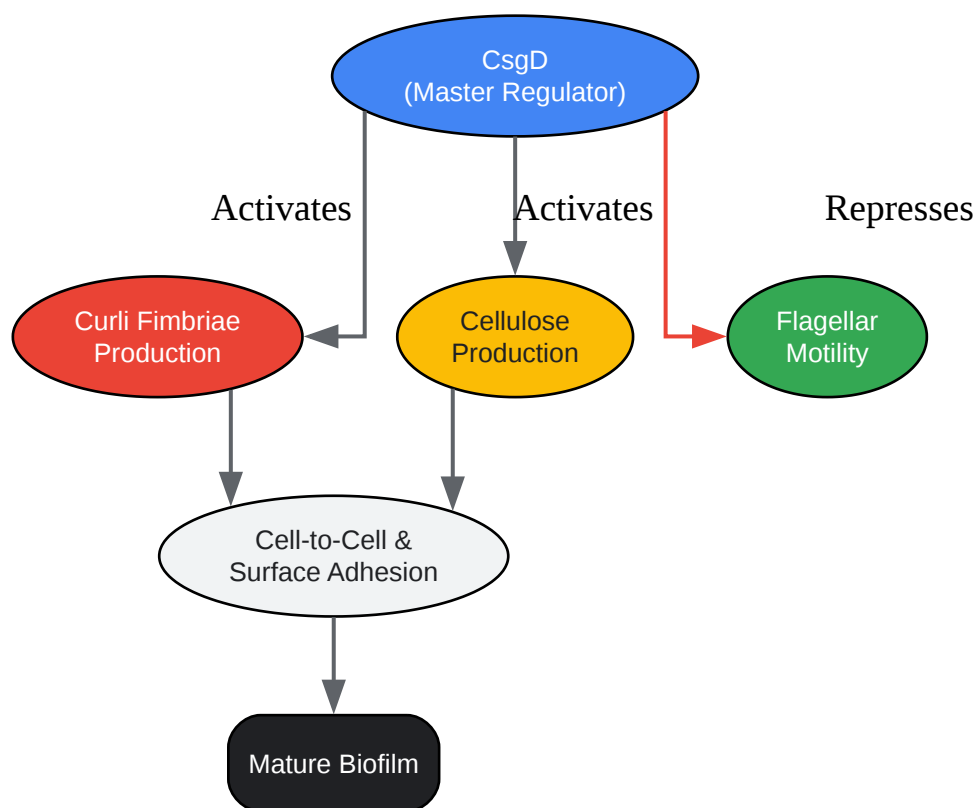 CsgD
(Master Regulator)
Activates
Activates
Represses
Curli Fimbriae
Production
Cellulose
Production
Flagellar
Motility
Cell-to-Cell &
Surface Adhesion
Mature Biofilm